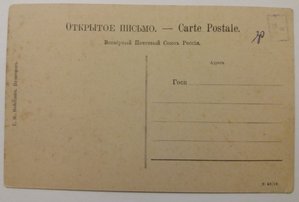 ОТКРЫТОЕ ПИСЬМО. — Carte Postale.
Всемірный Почтовый Союзъ Россія.
Адресъ
Госп